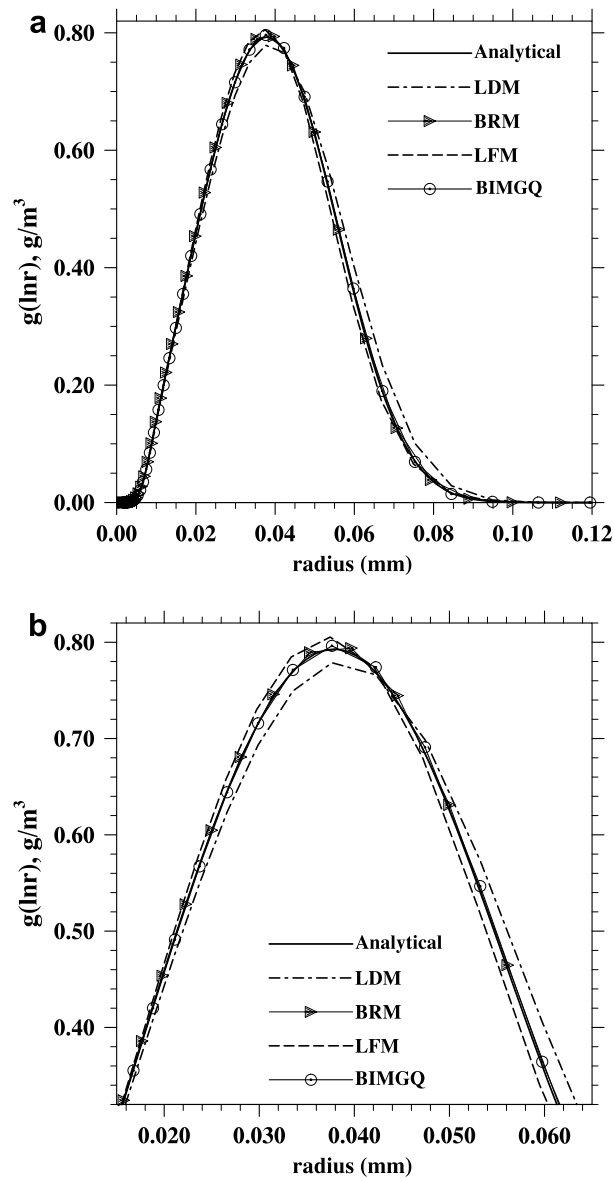 a
0.80
0.60
0.40
0.20
0.00
g(lnr), g/m³
Analytical
LDM
BRM
LFM
BIMGQ
0.00 0.02 0.04 0.06 0.08 0.10 0.12
radius (mm)
b
0.80
0.70
0.60
0.50
0.40
g(lnr), g/m³
Analytical
LDM
BRM
LFM
BIMGQ
0.020 0.030 0.040 0.050 0.060
radius (mm)